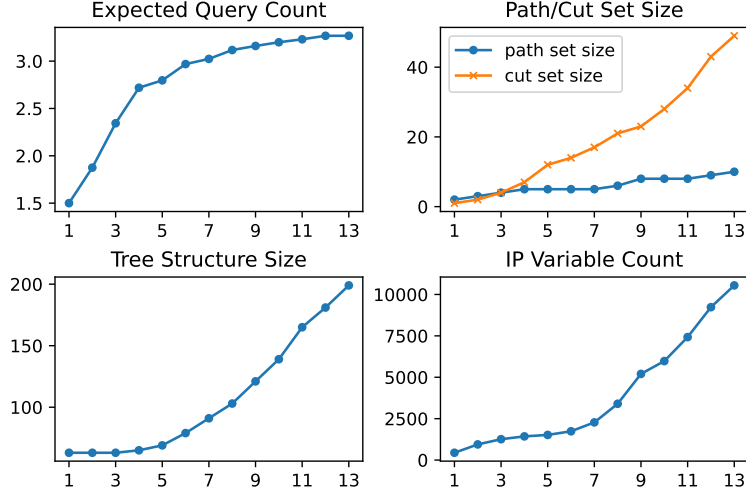 Expected Query Count
3.0
2.5
2.0
1.5
1 3 5 7 9 11 13
Path/Cut Set Size
path set size
cut set size
40
20
0
1 3 5 7 9 11 13
Tree Structure Size
200
150
100
1 3 5 7 9 11 13
IP Variable Count
10000
7500
5000
2500
0
1 3 5 7 9 11 13